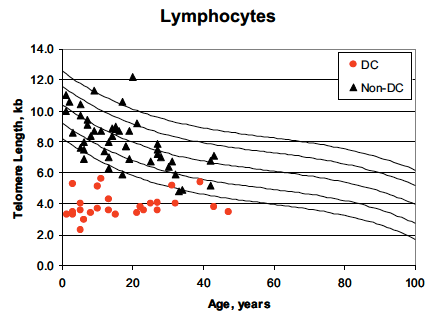 Lymphocytes
Telomere Length, kb
14.0
12.0
10.0
8.0
6.0
4.0
2.0
0.0
DC
Non-DC
0 20 40 60 80 100
Age, years